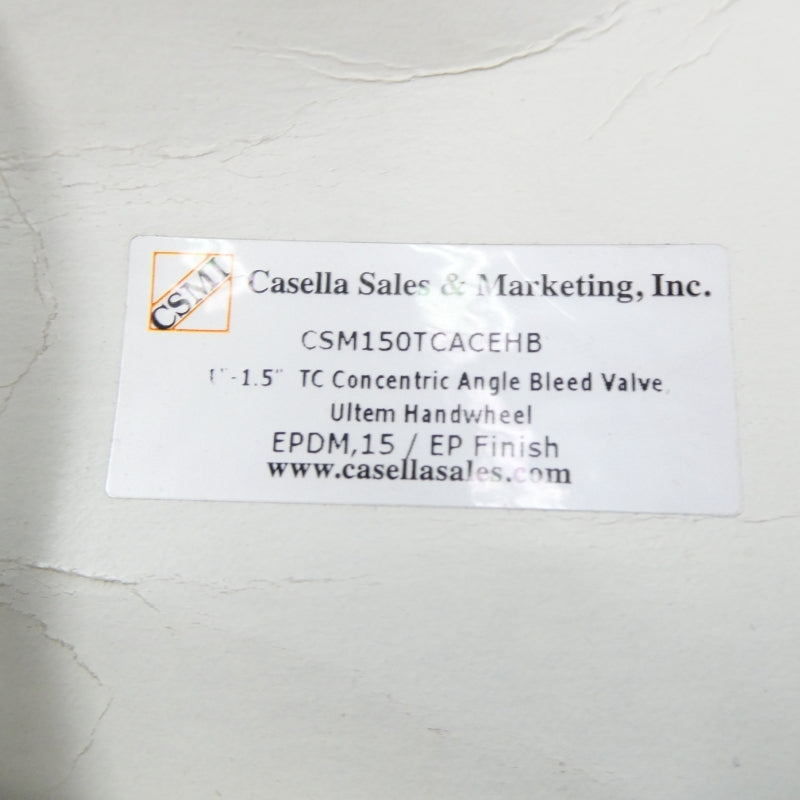 CSMI
Casella Sales & Marketing, Inc.
CSM150TCACEHB
1"-1.5" TC Concentric Angle Bleed Valve,
Ultem Handwheel
EPDM,15 / EP Finish
www.casellasales.com